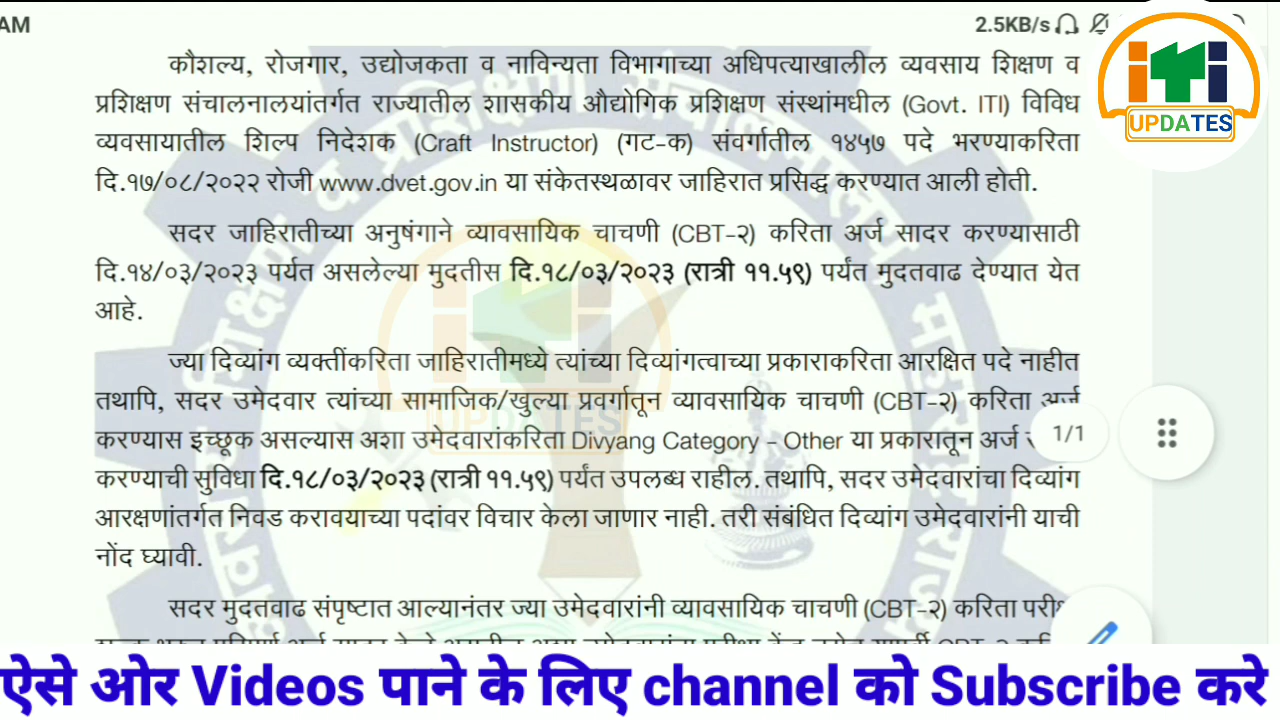 AM
2.5KB/s
iTi
UPDATES
कौशल्य, रोजगार, उद्योजकता व नाविन्यता विभागाच्या अधिपत्याखालील व्यवसाय शिक्षण व
प्रशिक्षण संचालनालयांतर्गत राज्यातील शासकीय औद्योगिक प्रशिक्षण संस्थांमधील (Govt. ITI) विविध
व्यवसायातील शिल्प निदेशक (Craft Instructor) (गट-क) संवर्गातील १४५७ पदे भरण्याकरिता
दि.१७/०८/२०२२ रोजी www.dvet.gov.in या संकेतस्थळावर जाहिरात प्रसिद्ध करण्यात आली होती.
सदर जाहिरातीच्या अनुषंगाने व्यावसायिक चाचणी (CBT-२) करिता अर्ज सादर करण्यासाठी
दि.१४/०३/२०२३ पर्यत असलेल्या मुदतीस दि.१८/०३/२०२३ (रात्री ११.५९) पर्यंत मुदतवाढ देण्यात येत
आहे.
ज्या दिव्यांग व्यक्तींकरिता जाहिरातीमध्ये त्यांच्या दिव्यांगत्वाच्या प्रकाराकरिता आरक्षित पदे नाहीत
तथापि, सदर उमेदवार त्यांच्या सामाजिक/खुल्या प्रवर्गातून व्यावसायिक चाचणी (CBT-२) करिता अर्ज
करण्यास इच्छूक असल्यास अशा उमेदवारांकरिता Divyang Category – Other या प्रकारातून अर्ज
1/1
करण्याची सुविधा दि.१८/०३/२०२३ (रात्री ११.५९) पर्यंत उपलब्ध राहील. तथापि, सदर उमेदवारांचा दिव्यांग
आरक्षणांतर्गत निवड करावयाच्या पदांवर विचार केला जाणार नाही. तरी संबंधित दिव्यांग उमेदवारांनी याची
नोंद घ्यावी.
सदर मुदतवाढ संपृष्टात आल्यानंतर ज्या उमेदवारांनी व्यावसायिक चाचणी (CBT-२) करिता
ऐसे ओर Videos पाने के लिए channel को Subscribe करे